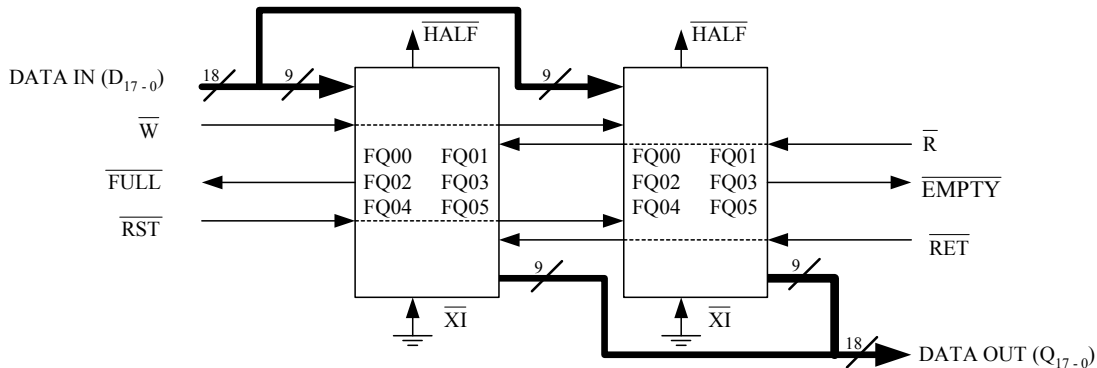 HALF HALF
DATA IN (D17 - 0) 18 9 9
W
R
FQ00 FQ01 FQ00 FQ01
FULL FQ02 FQ03 FQ02 FQ03 EMPTY
FQ04 FQ05 FQ04 FQ05
RST RET
9 9
XI XI
18 DATA OUT (Q17 - 0)